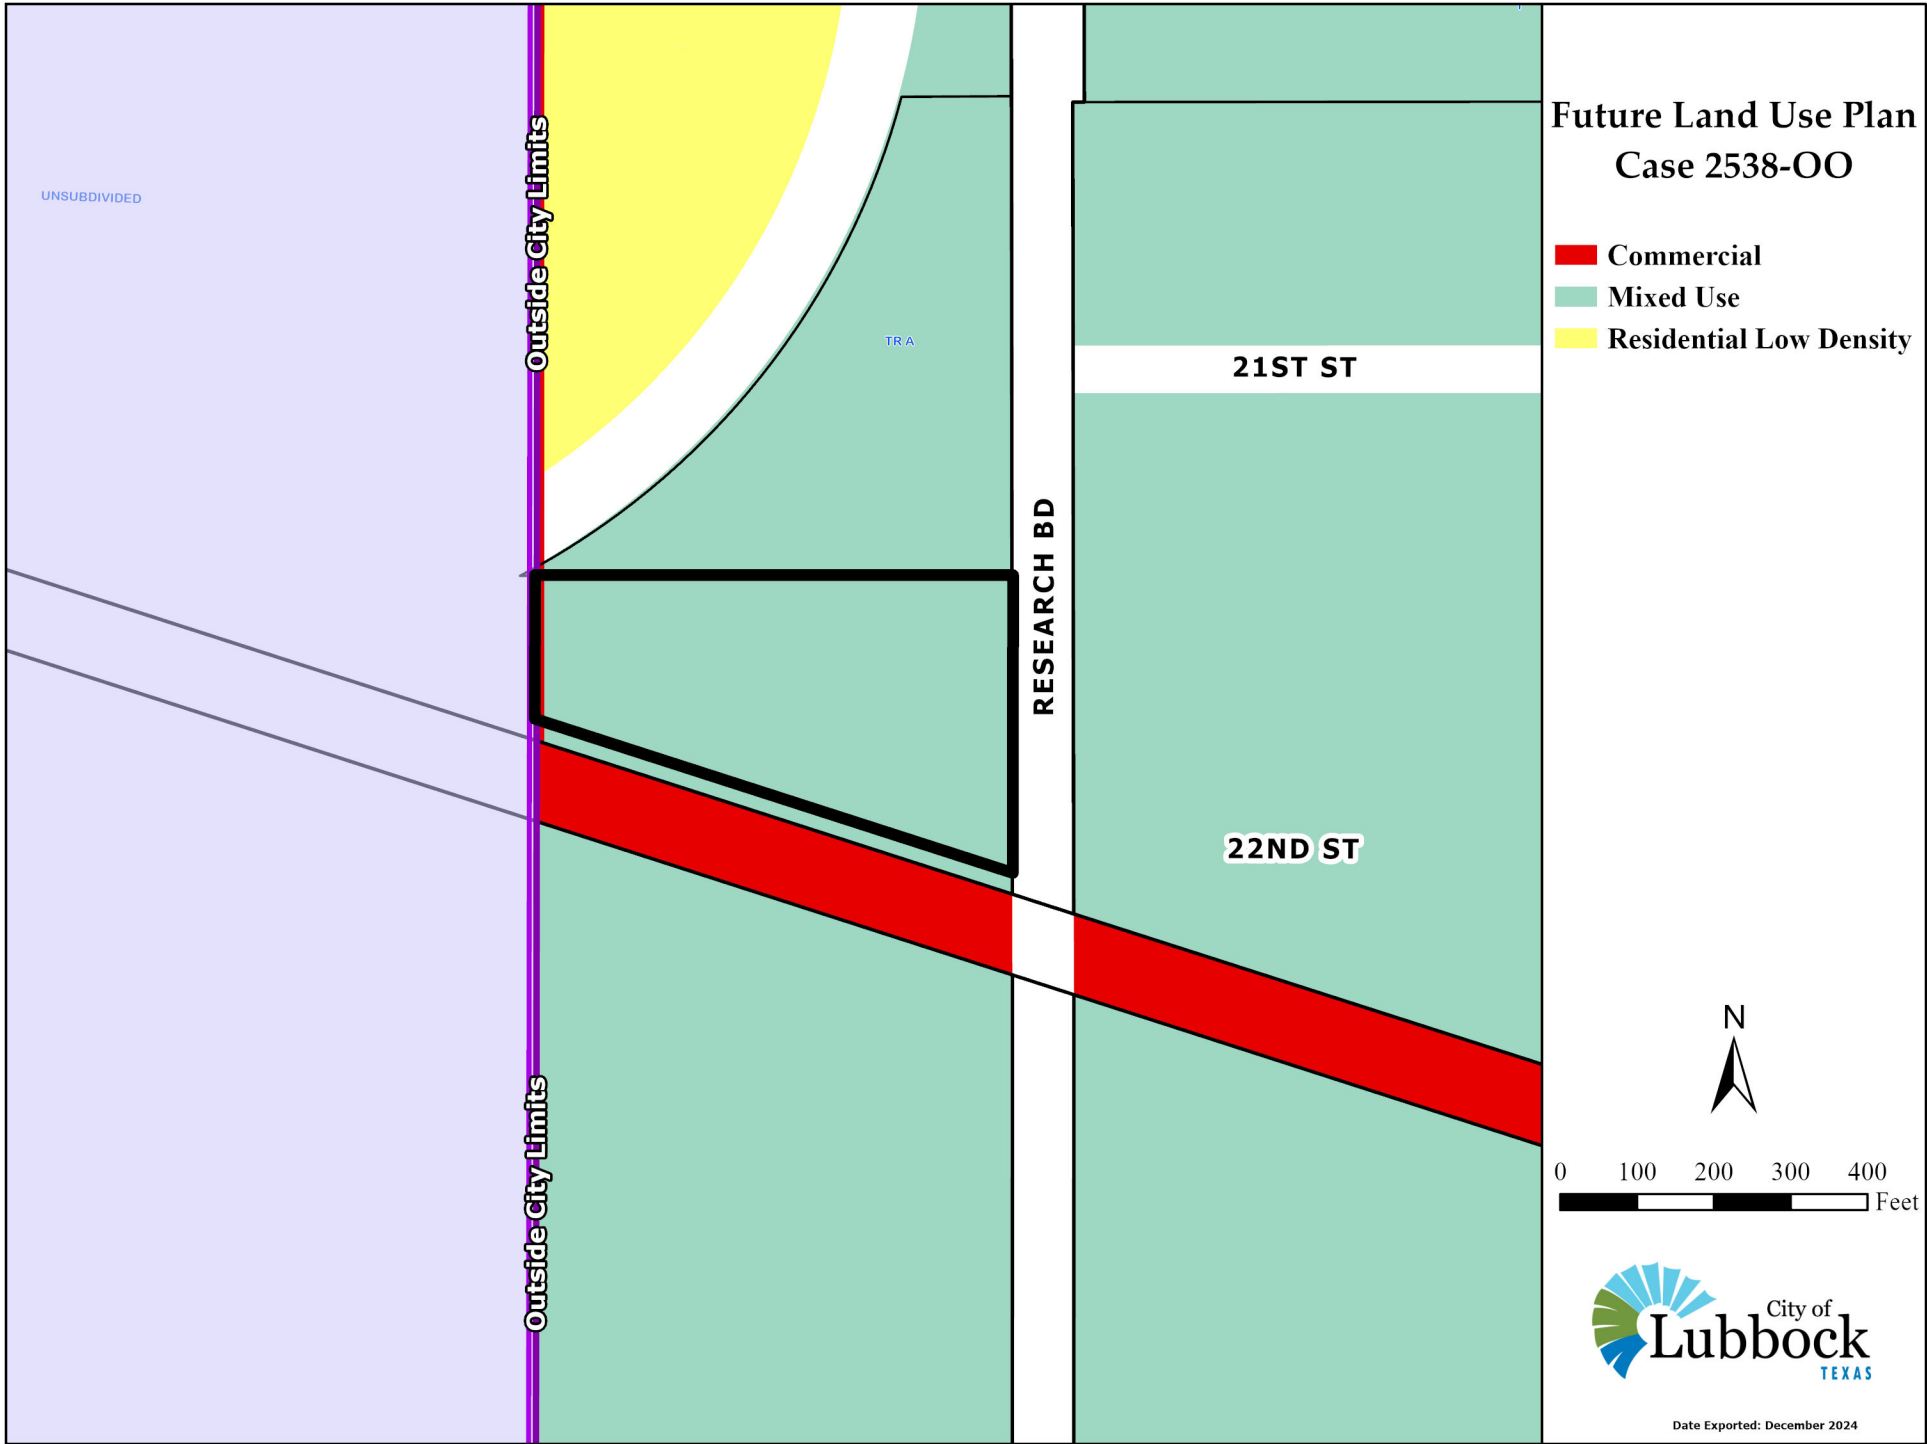 Future Land Use Plan
Case 2538-OO
Commercial
Mixed Use
Residential Low Density
UNSUBDIVIDED
Outside City Limits
TR A
21ST ST
RESEARCH BD
22ND ST
Outside City Limits
N
0 100 200 300 400
Feet
City of
Lubbock
TEXAS
Date Exported: December 2024